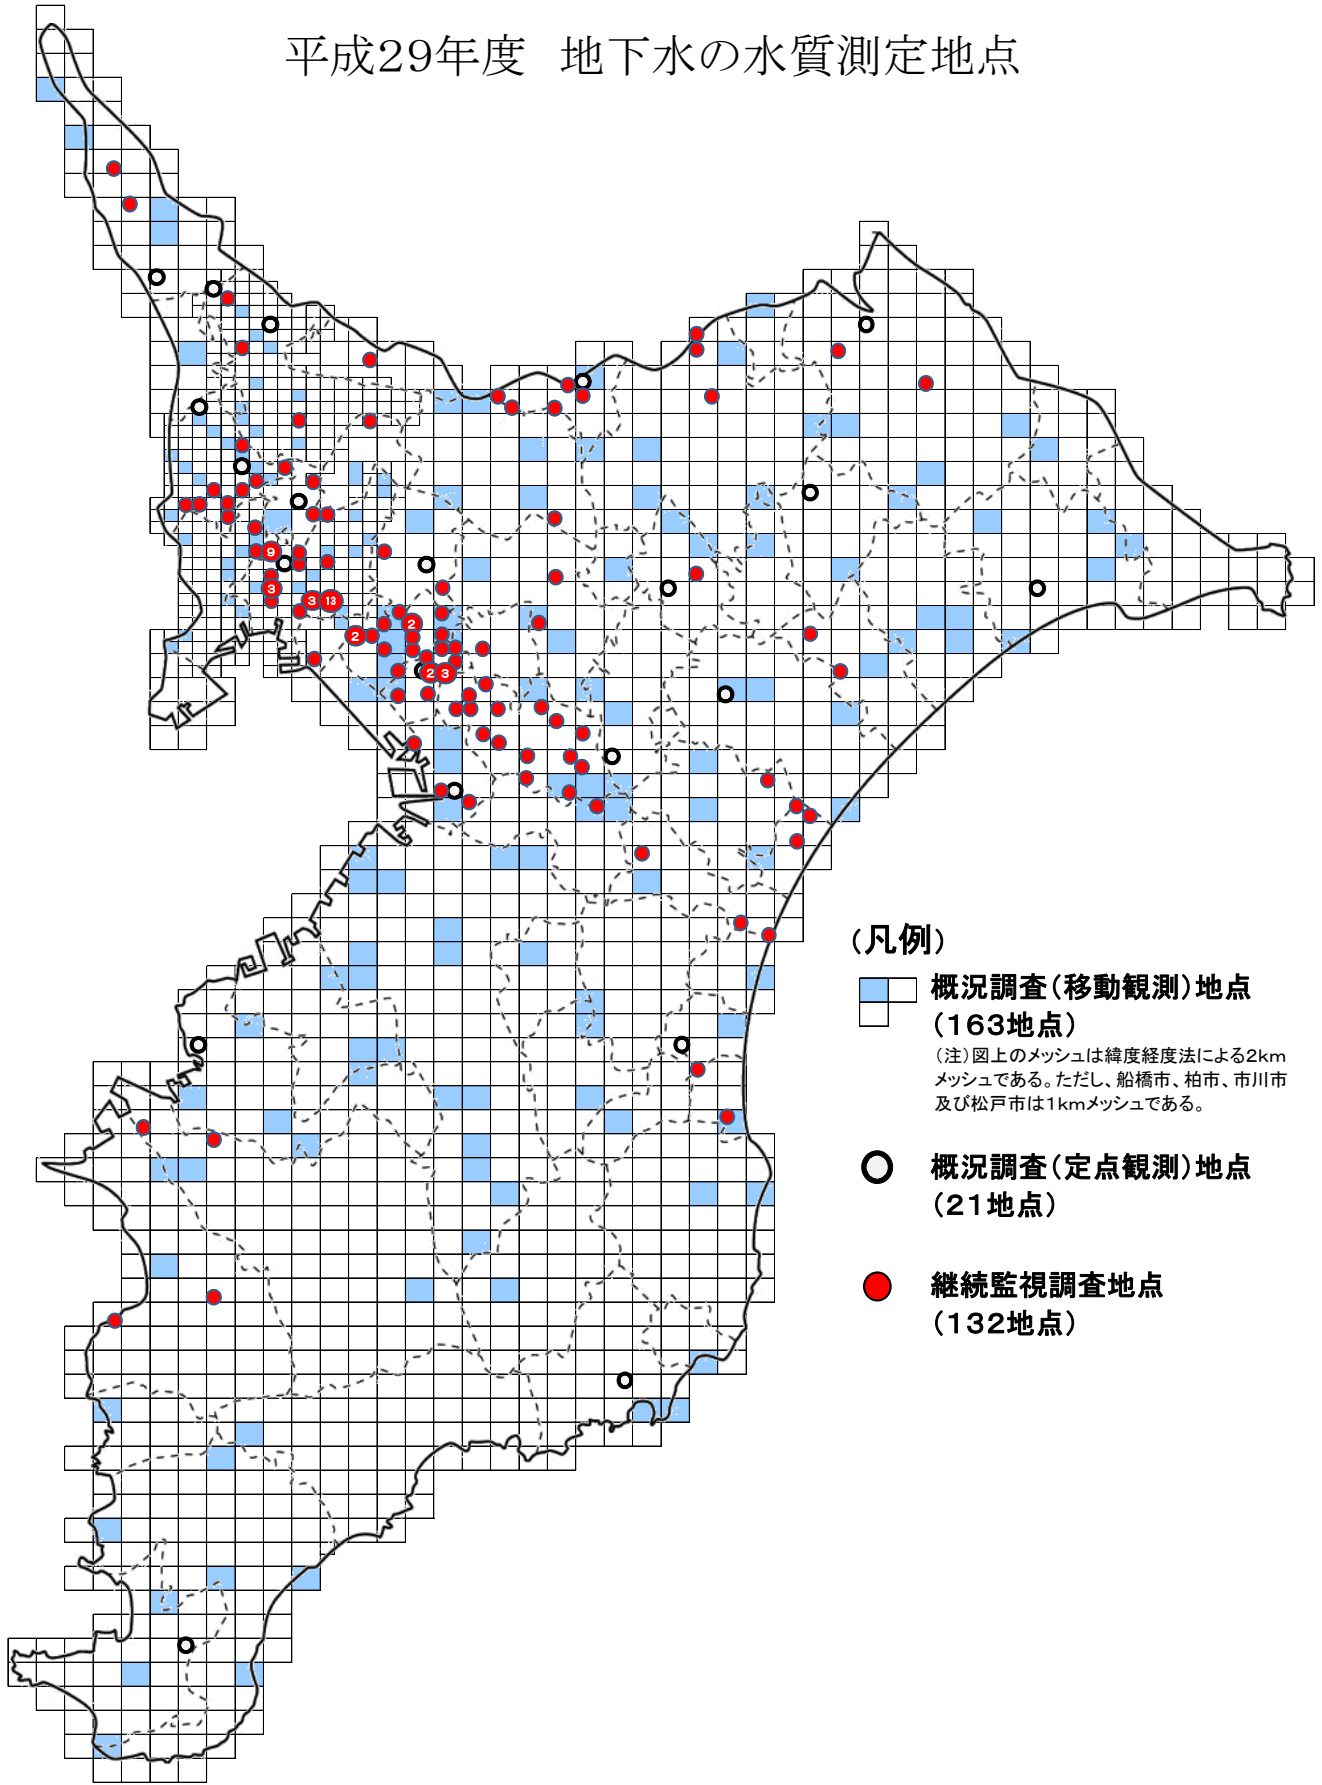 平成29年度 地下水の水質測定地点
9
3
3 13
2
2
2 3
(凡例)
概況調査(移動観測)地点
(163地点)
(注)図上のメッシュは緯度経度法による2km
メッシュである。ただし、船橋市、柏市、市川市
及び松戸市は1kmメッシュである。
概況調査(定点観測)地点
(21地点)
継続監視調査地点
(132地点)